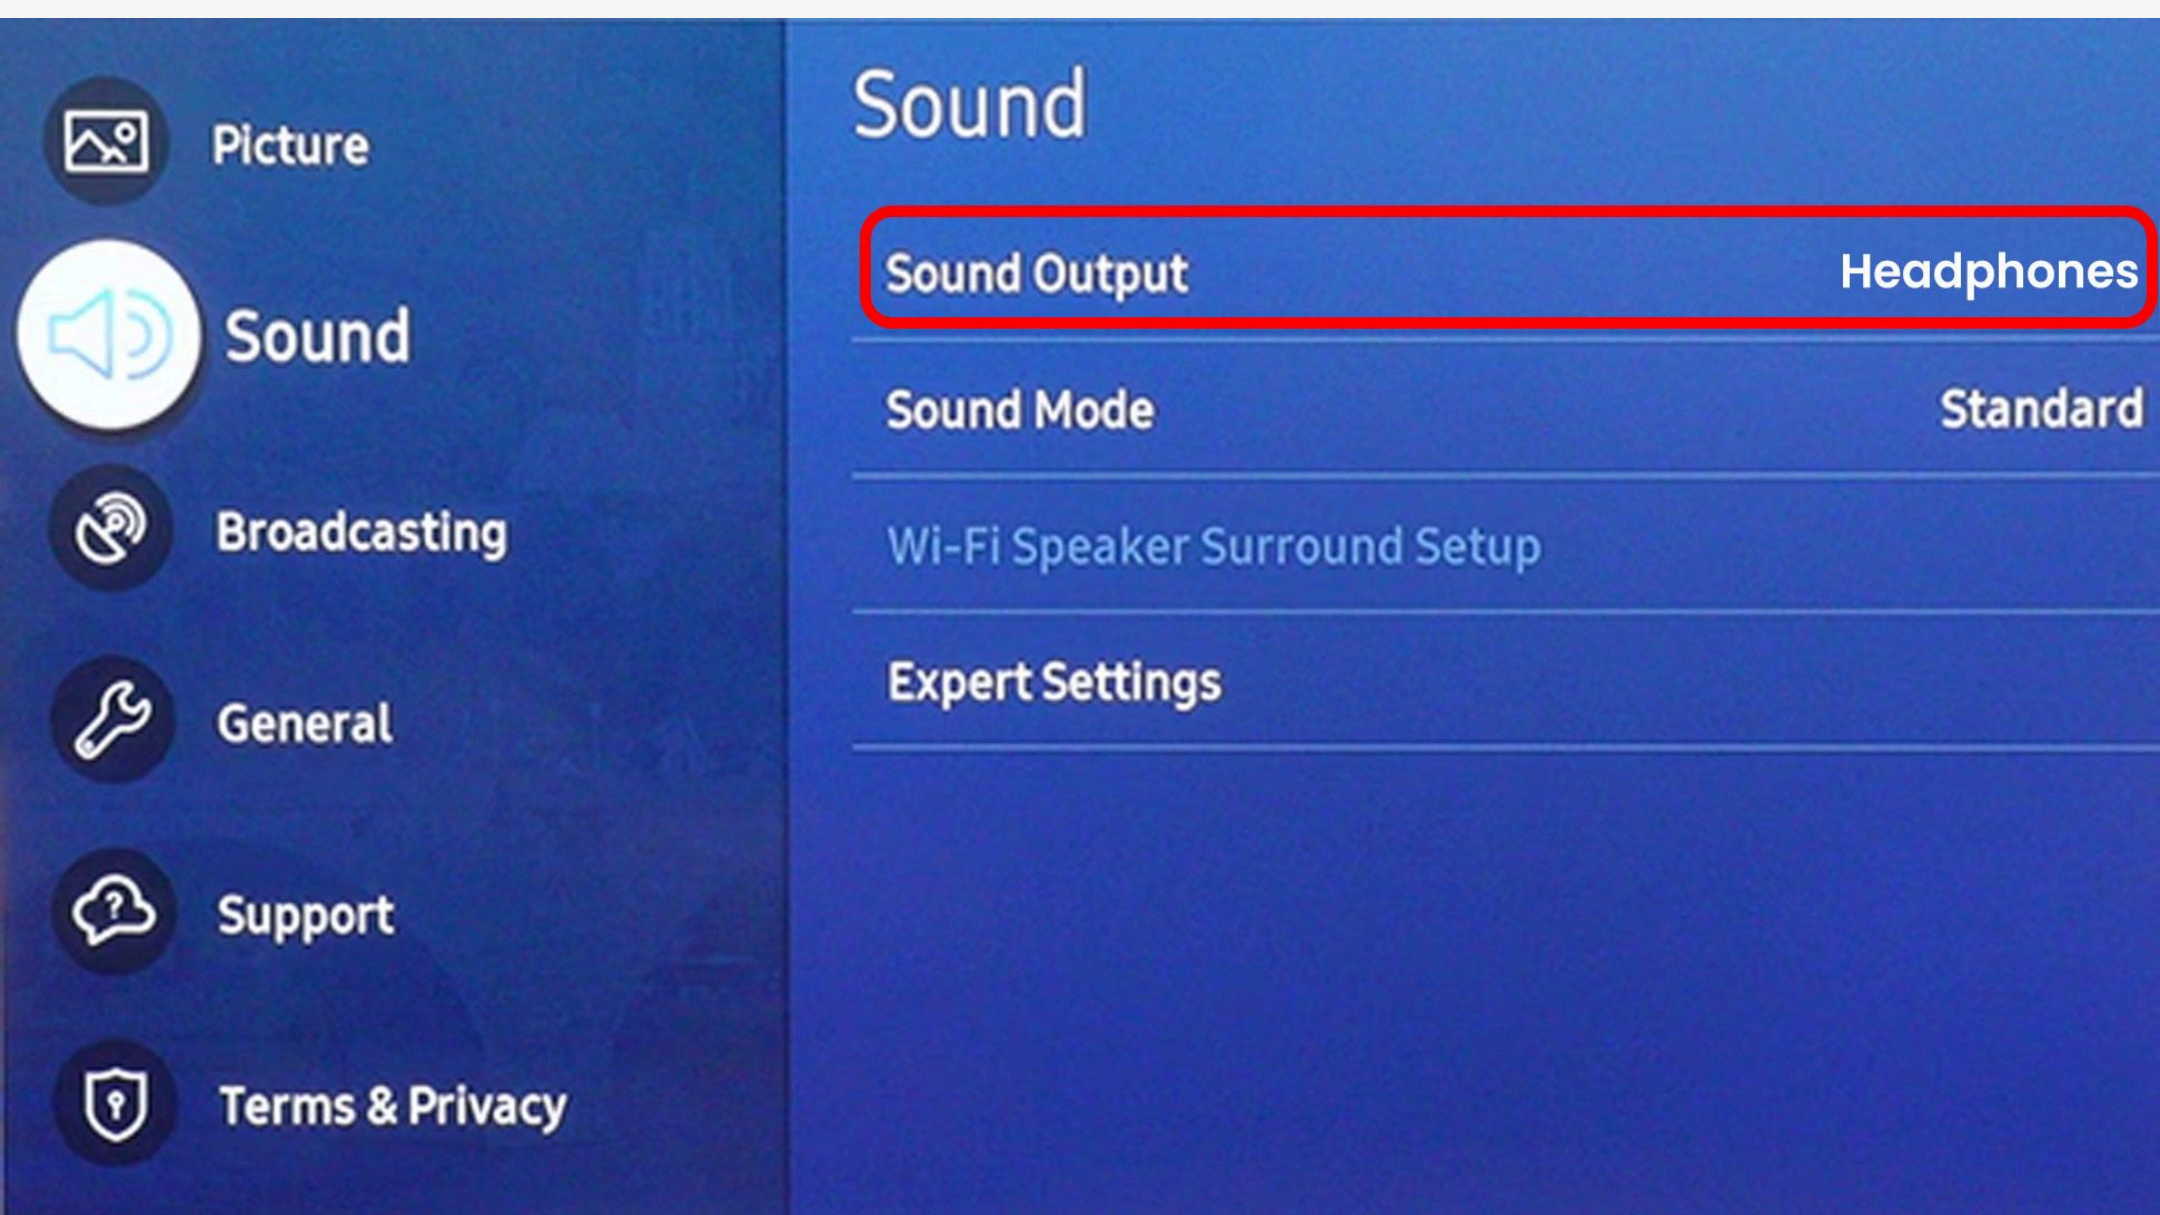 Picture
Sound
Broadcasting
General
Support
Terms & Privacy
Sound
Sound Output Headphones
Sound Mode Standard
Wi-Fi Speaker Surround Setup
Expert Settings